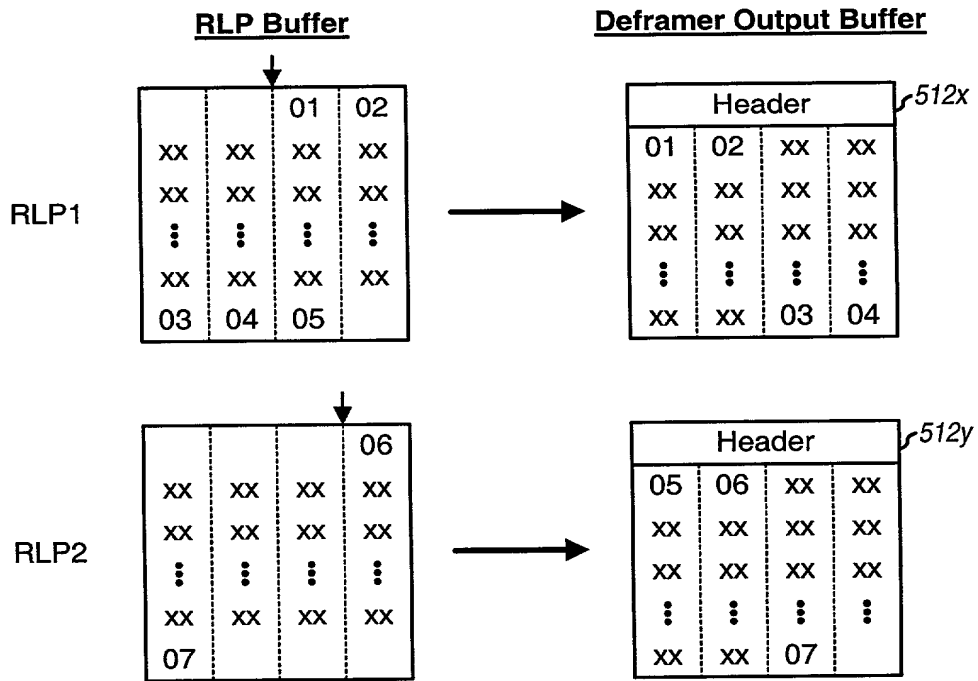 RLP Buffer
Deframer Output Buffer
RLP1
01 02
xx xx xx xx
xx xx xx xx
xx xx xx xx
03 04 05
Header
512x
01 02 xx xx
xx xx xx xx
xx xx xx xx
xx xx 03 04
RLP2
06
xx xx xx xx
xx xx xx xx
xx xx xx xx
07
Header
512y
05 06 xx xx
xx xx xx xx
xx xx xx xx
xx xx 07